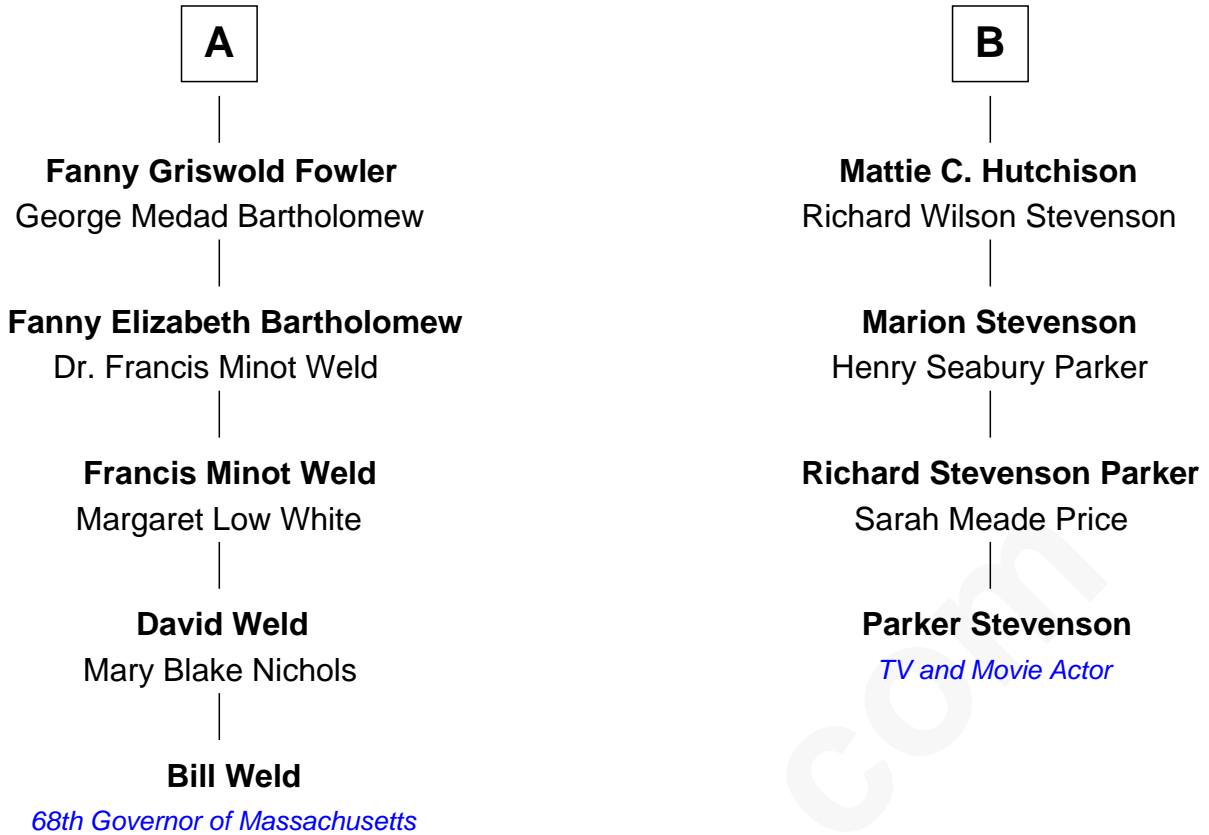 A
Fanny Griswold Fowler
George Medad Bartholomew
Fanny Elizabeth Bartholomew
Dr. Francis Minot Weld
Francis Minot Weld
Margaret Low White
David Weld
Mary Blake Nichols
Bill Weld
68th Governor of Massachusetts
B
Mattie C. Hutchison
Richard Wilson Stevenson
Marion Stevenson
Henry Seabury Parker
Richard Stevenson Parker
Sarah Meade Price
Parker Stevenson
TV and Movie Actor
com